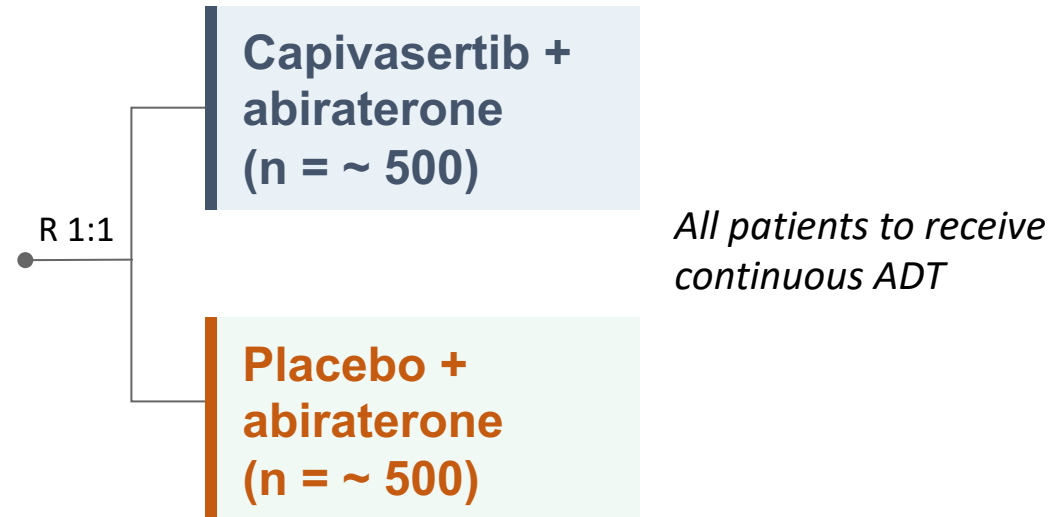 Capivasertib +
abiraterone
(n = ~ 500)
R 1:1
All patients to receive
continuous ADT
Placebo +
abiraterone
(n = ~ 500)